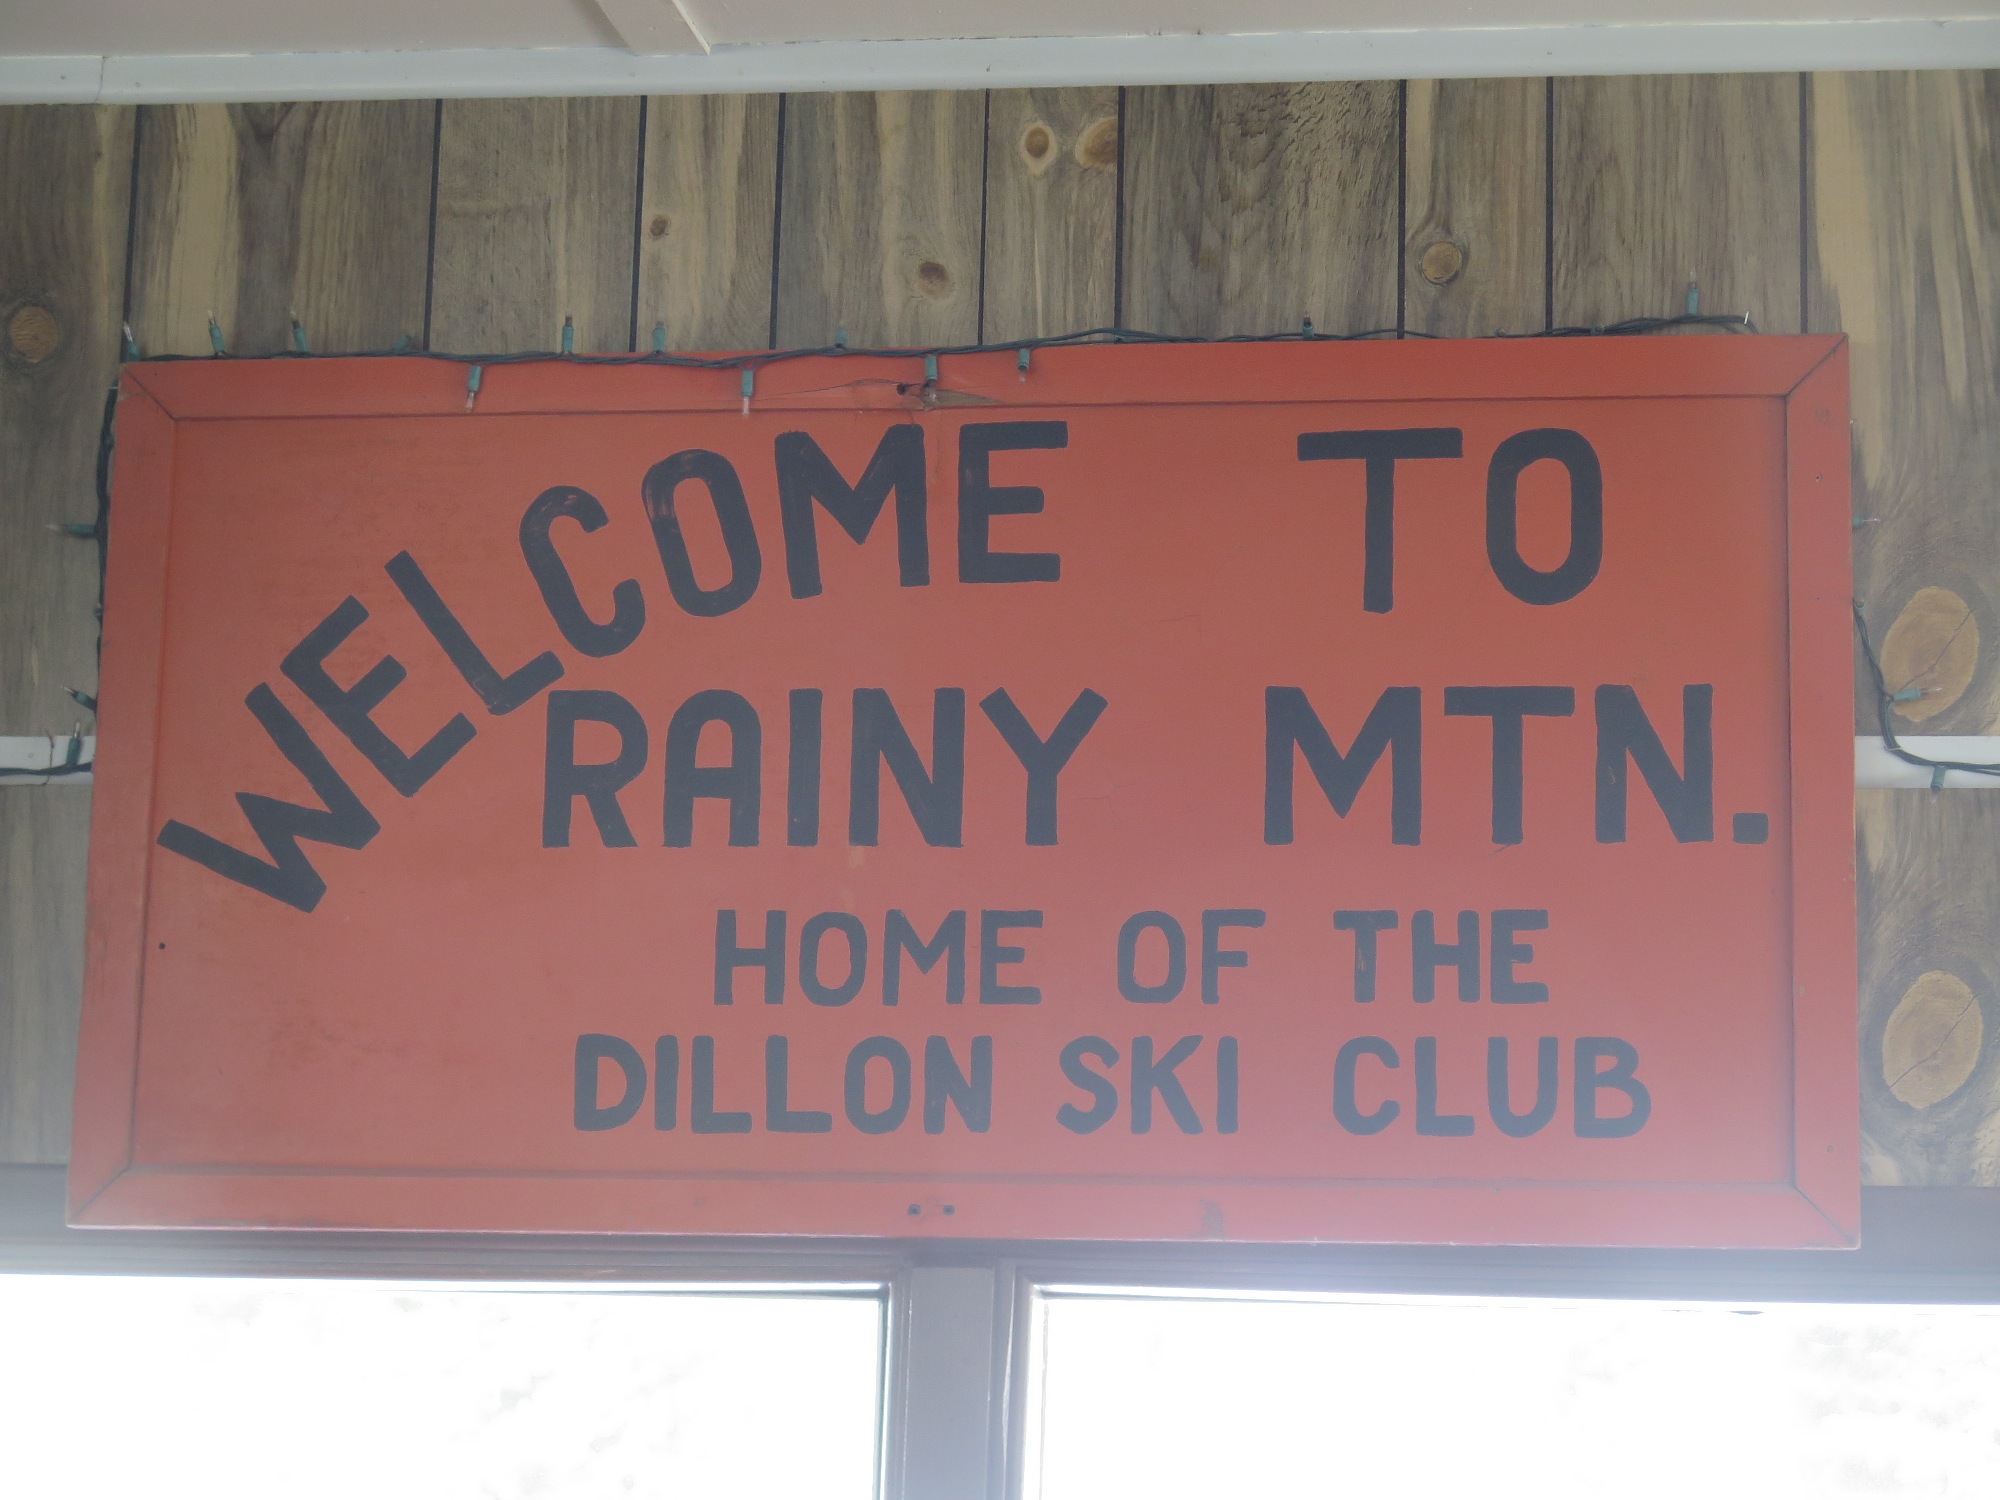 WELCOME TO
RAINY MTN.
HOME OF THE
DILLON SKI CLUB